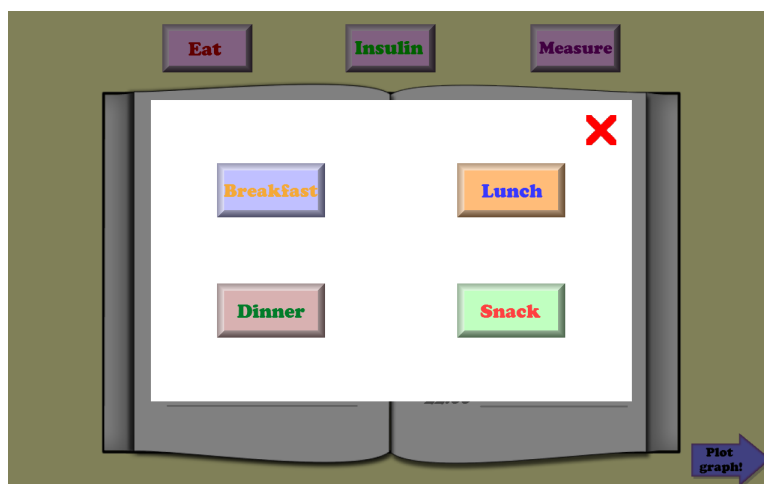 Eat
Insulin
Measure
Breakfast
Lunch
Dinner
Snack
Plot
graph!